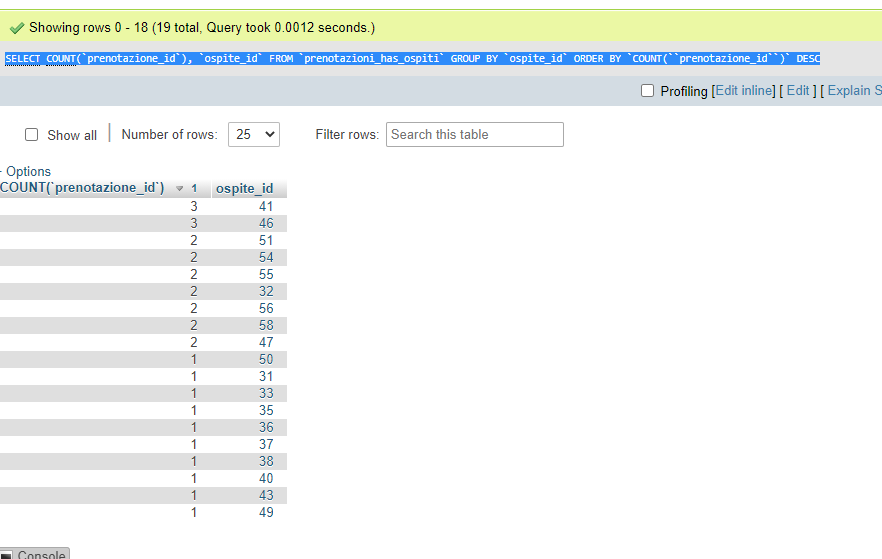 Showing rows 0 - 18 (19 total, Query took 0.0012 seconds.)
SELECT COUNT(`prenotazione_id`), `ospite_id` FROM `prenotazioni_has_ospiti` GROUP BY `ospite_id` ORDER BY `COUNT(``prenotazione_id``)` DESC
Profiling [Edit inline] [ Edit ] [ Explain S
Show all | Number of rows: 25 Filter rows: Search this table
+ Options
COUNT(`prenotazione_id`) 1 ospite_id
3 41
3 46
2 51
2 54
2 55
2 32
2 56
2 58
2 47
1 50
1 31
1 33
1 35
1 36
1 37
1 38
1 40
1 43
1 49
Console